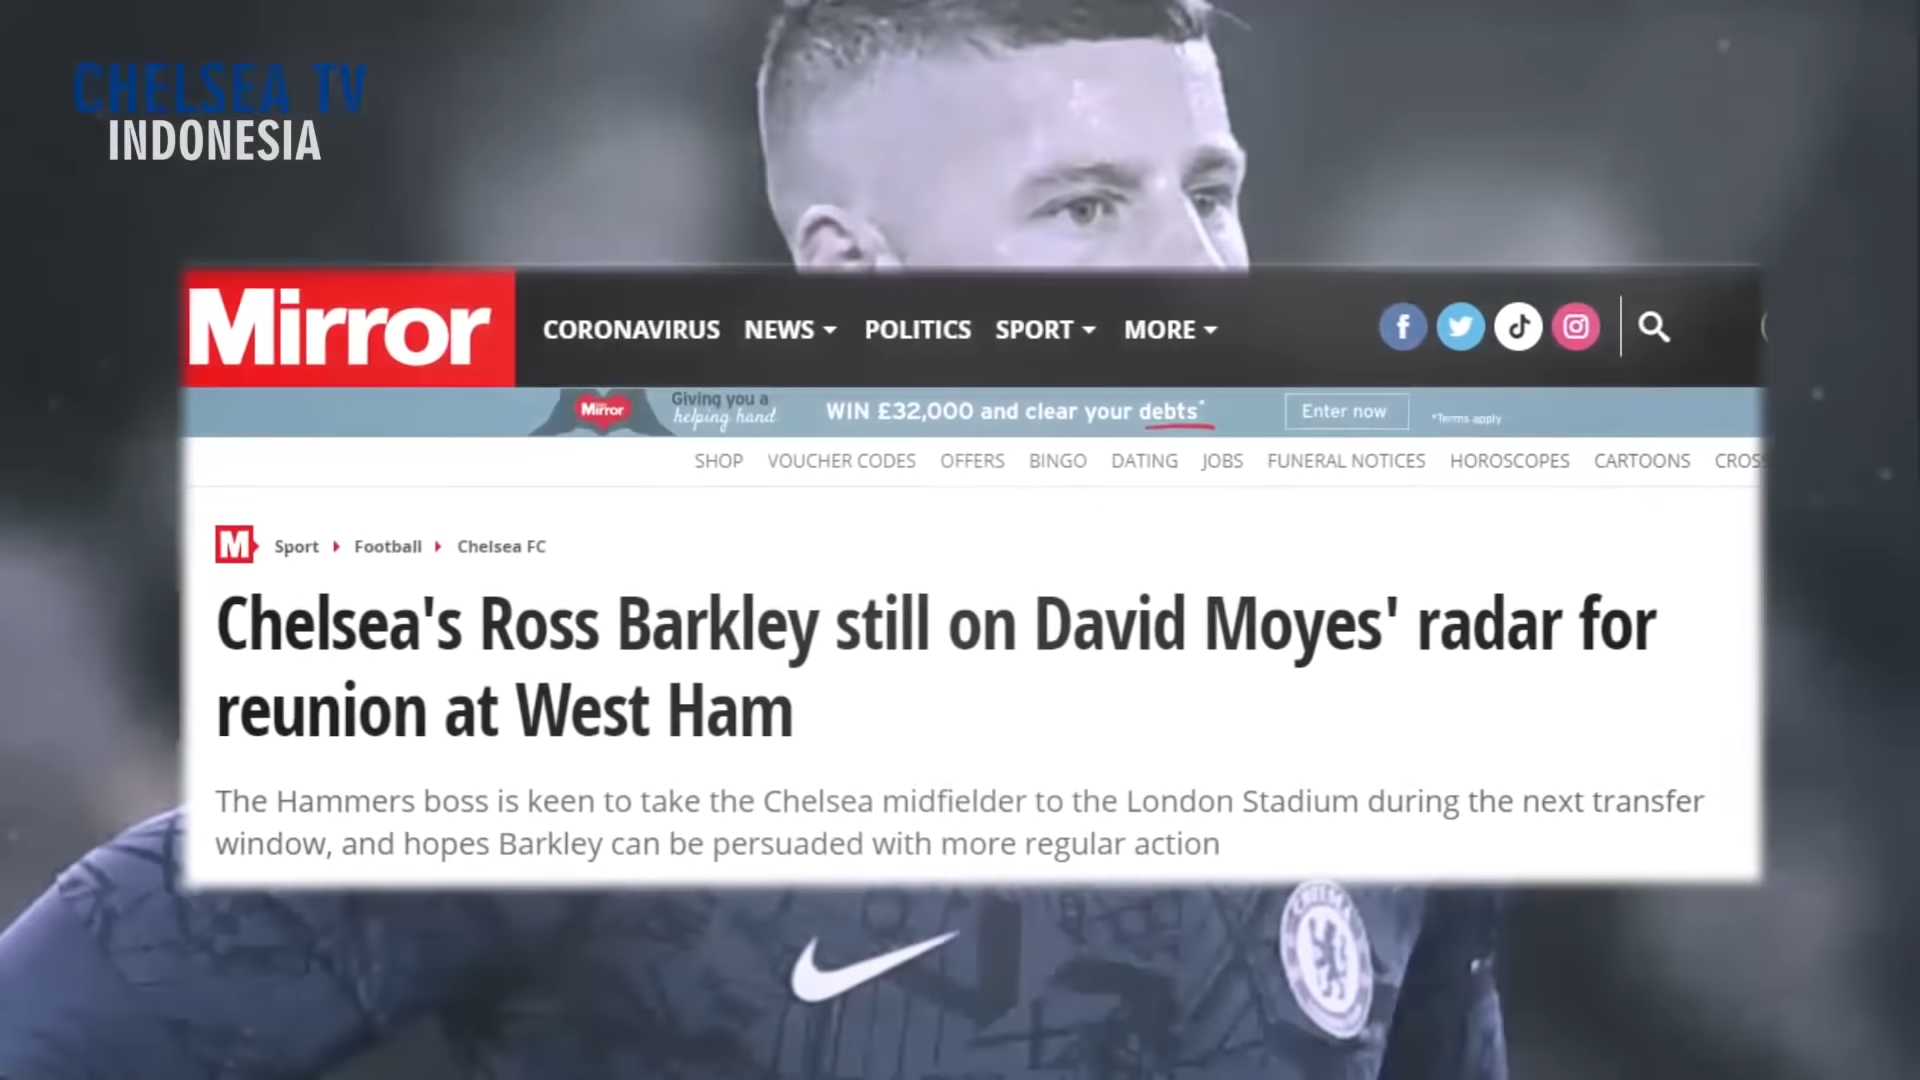 CHELSEA TV
INDONESIA
Mirror
CORONAVIRUS NEWS POLITICS SPORT MORE
Mirror
Giving you a
helping hand
WIN £32,000 and clear your debts*
Enter now
*Terms apply
SHOP VOUCHER CODES OFFERS BINGO DATING JOBS FUNERAL NOTICES HOROSCOPES CARTOONS CROSS
M Sport Football Chelsea FC
Chelsea's Ross Barkley still on David Moyes' radar for
reunion at West Ham
The Hammers boss is keen to take the Chelsea midfielder to the London Stadium during the next transfer
window, and hopes Barkley can be persuaded with more regular action
CHELSEA